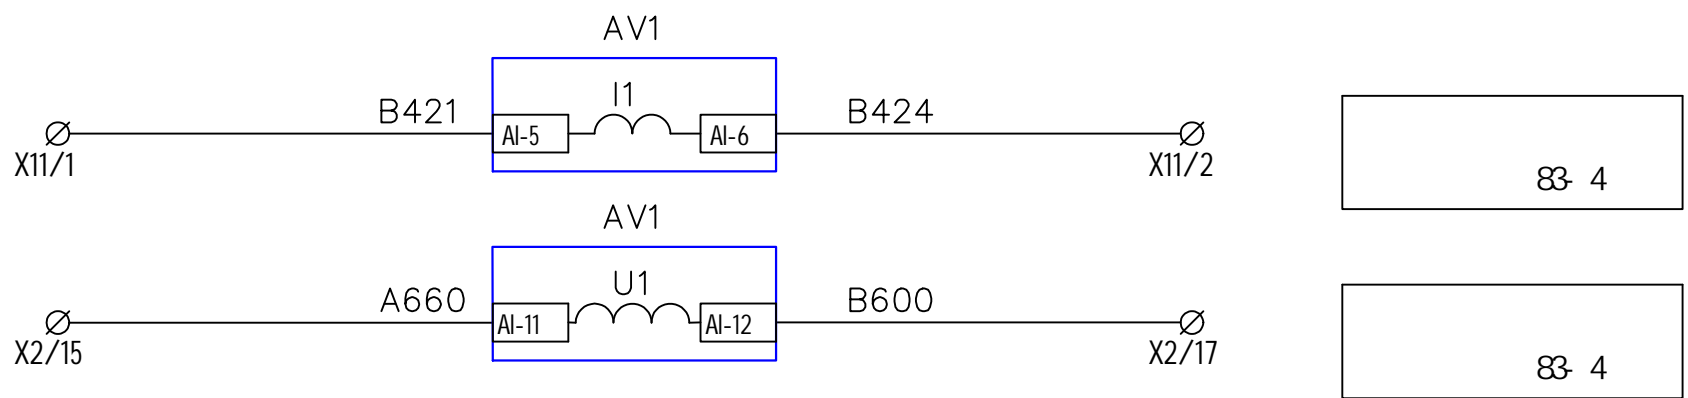 AV1
I1
B421
B424
AI-5
AI-6
X11/1
X11/2
83- 4
AV1
U1
A660
B600
AI-11
AI-12
X2/15
X2/17
83- 4